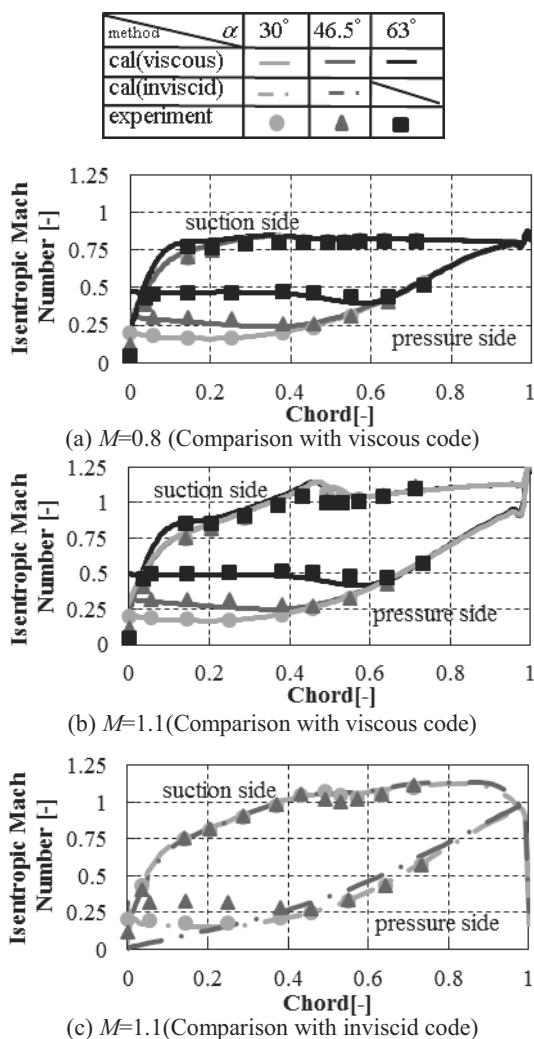 method α 30° 46.5° 63°
cal(viscous)
cal(inviscid)
experiment
1.25
1
0.75
0.5
0.25
0
Isentropic Mach
Number [-]
suction side
pressure side
0 0.2 0.4 0.6 0.8 1
Chord[-]
(a) M=0.8 (Comparison with viscous code)
1.25
1
0.75
0.5
0.25
0
Isentropic Mach
Number [-]
suction side
pressure side
0 0.2 0.4 0.6 0.8 1
Chord[-]
(b) M=1.1(Comparison with viscous code)
1.25
1
0.75
0.5
0.25
0
Isentropic Mach
Number [-]
suction side
pressure side
0 0.2 0.4 0.6 0.8 1
Chord[-]
(c) M=1.1(Comparison with inviscid code)